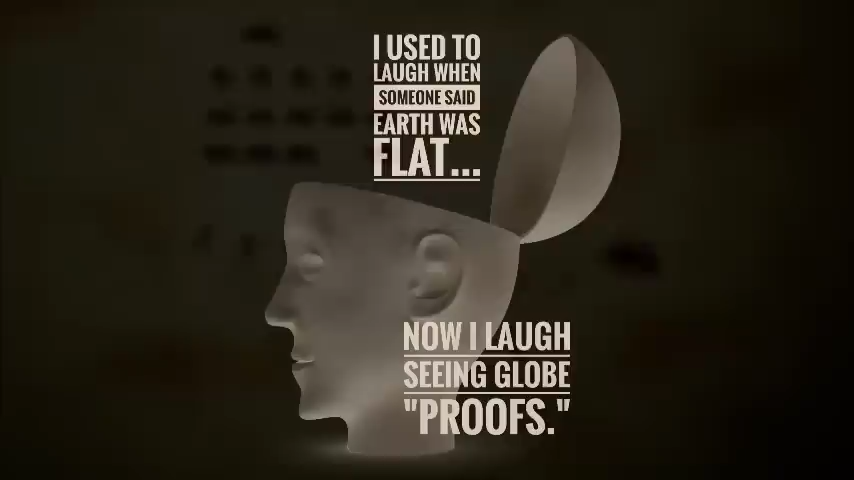 I USED TO
LAUGH WHEN
SOMEONE SAID
EARTH WAS
FLAT...
NOW I LAUGH
SEEING GLOBE
"PROOFS."